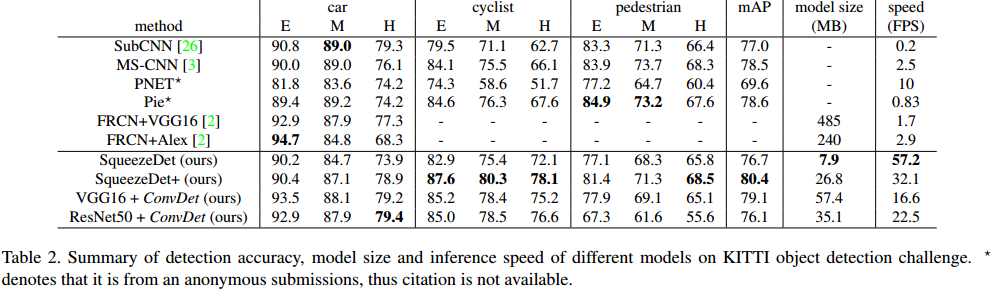 car cyclist pedestrian mAP model size speed
method E M H E M H E M H (MB) (FPS)
SubCNN [26] 90.8 89.0 79.3 79.5 71.1 62.7 83.3 71.3 66.4 77.0 - 0.2
MS-CNN [3] 90.0 89.0 76.1 84.1 75.5 66.1 83.9 73.7 68.3 78.5 - 2.5
PNET⋆ 81.8 83.6 74.2 74.3 58.6 51.7 77.2 64.7 60.4 69.6 - 10
Pie⋆ 89.4 89.2 74.2 84.6 76.3 67.6 84.9 73.2 67.6 78.6 - 0.83
FRCN+VGG16 [2] 92.9 87.9 77.3 - - - - - - - 485 1.7
FRCN+Alex [2] 94.7 84.8 68.3 - - - - - - - 240 2.9
SqueezeDet (ours) 90.2 84.7 73.9 82.9 75.4 72.1 77.1 68.3 65.8 76.7 7.9 57.2
SqueezeDet+ (ours) 90.4 87.1 78.9 87.6 80.3 78.1 81.4 71.3 68.5 80.4 26.8 32.1
VGG16 + ConvDet (ours) 93.5 88.1 79.2 85.2 78.4 75.2 77.9 69.1 65.1 79.1 57.4 16.6
ResNet50 + ConvDet (ours) 92.9 87.9 79.4 85.0 78.5 76.6 67.3 61.6 55.6 76.1 35.1 22.5
Table 2. Summary of detection accuracy, model size and inference speed of different models on KITTI object detection challenge. ⋆
denotes that it is from an anonymous submissions, thus citation is not available.